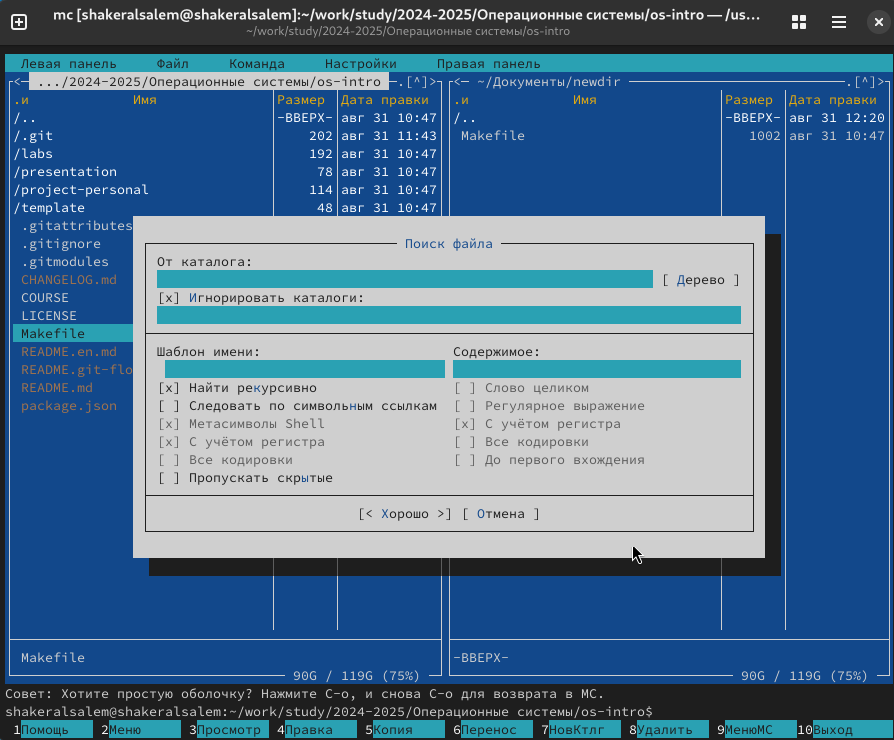 mc [shakeralsalem@shakeralsalem]:~/work/study/2024-2025/Операционные системы/os-intro — /us…
~/work/study/2024-2025/Операционные системы/os-intro
Левая панель Файл Команда Настройки Правая панель
<— .../2024-2025/Операционные системы/os-intro —.[^]> <— ~/Документы/newdir —.[^]>
.и Имя Размер Дата правки .и Имя Размер Дата правки
/.. -ВВЕРХ- авг 31 10:47 /.. -ВВЕРХ- авг 31 12:20
/.git 202 авг 31 11:43 Makefile 1002 авг 31 10:47
/labs 192 авг 31 10:47
/presentation 78 авг 31 10:47
/project-personal 114 авг 31 10:47
/template 48 авг 31 10:47
.gitattributes
.gitignore
.gitmodules
CHANGELOG.md
COURSE
LICENSE
Makefile
README.en.md
README.git-flo
README.md
package.json
Поиск файла
От каталога:
[ Дерево ]
[x] Игнорировать каталоги:
Шаблон имени: Содержимое:
[x] Найти рекурсивно [ ] Слово целиком
[ ] Следовать по символьным ссылкам [ ] Регулярное выражение
[x] Метасимволы Shell [x] С учётом регистра
[x] С учётом регистра [ ] Все кодировки
[ ] Все кодировки [ ] До первого вхождения
[ ] Пропускать скрытые
[< Хорошо >] [ Отмена ]
Makefile -ВВЕРХ-
90G / 119G (75%) 90G / 119G (75%)
Совет: Хотите простую оболочку? Нажмите C-o, и снова C-o для возврата в MC.
shakeralsalem@shakeralsalem:~/work/study/2024-2025/Операционные системы/os-intro$
1Помощь 2Меню 3Просмотр 4Правка 5Копия 6Перенос 7НовКтлг 8Удалить 9МенюMC 10Выход